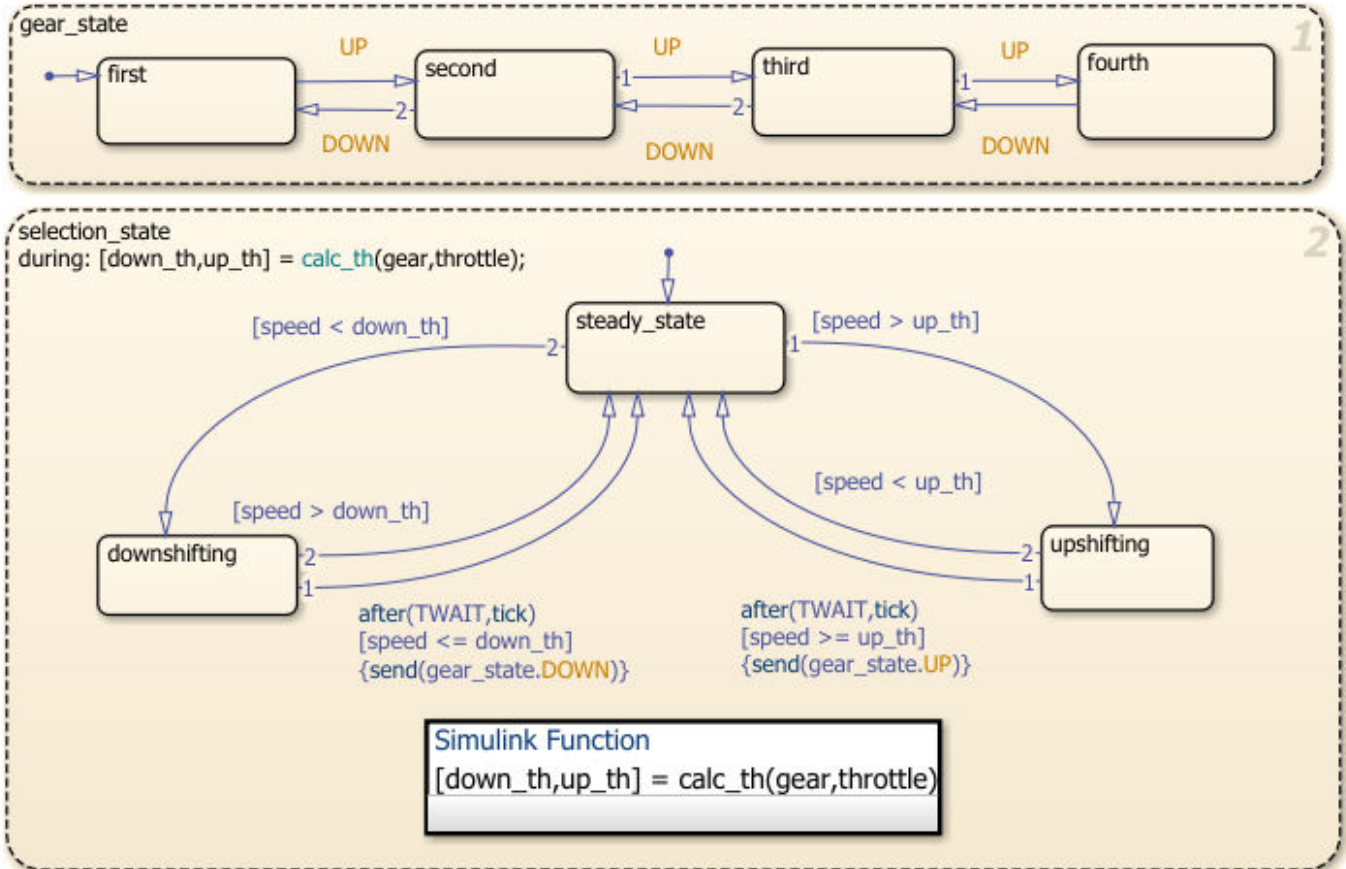 gear_state
1
UP
UP
UP
first
second
third
fourth
1
1
2
2
DOWN
DOWN
DOWN
selection_state
2
during: [down_th,up_th] = calc_th(gear,throttle);
[speed < down_th]
steady_state
[speed > up_th]
2
1
[speed > down_th]
[speed < up_th]
downshifting
2
2
upshifting
1
1
after(TWAIT,tick)
[speed <= down_th]
{send(gear_state.DOWN)}
after(TWAIT,tick)
[speed >= up_th]
{send(gear_state.UP)}
Simulink Function
[down_th,up_th] = calc_th(gear,throttle)